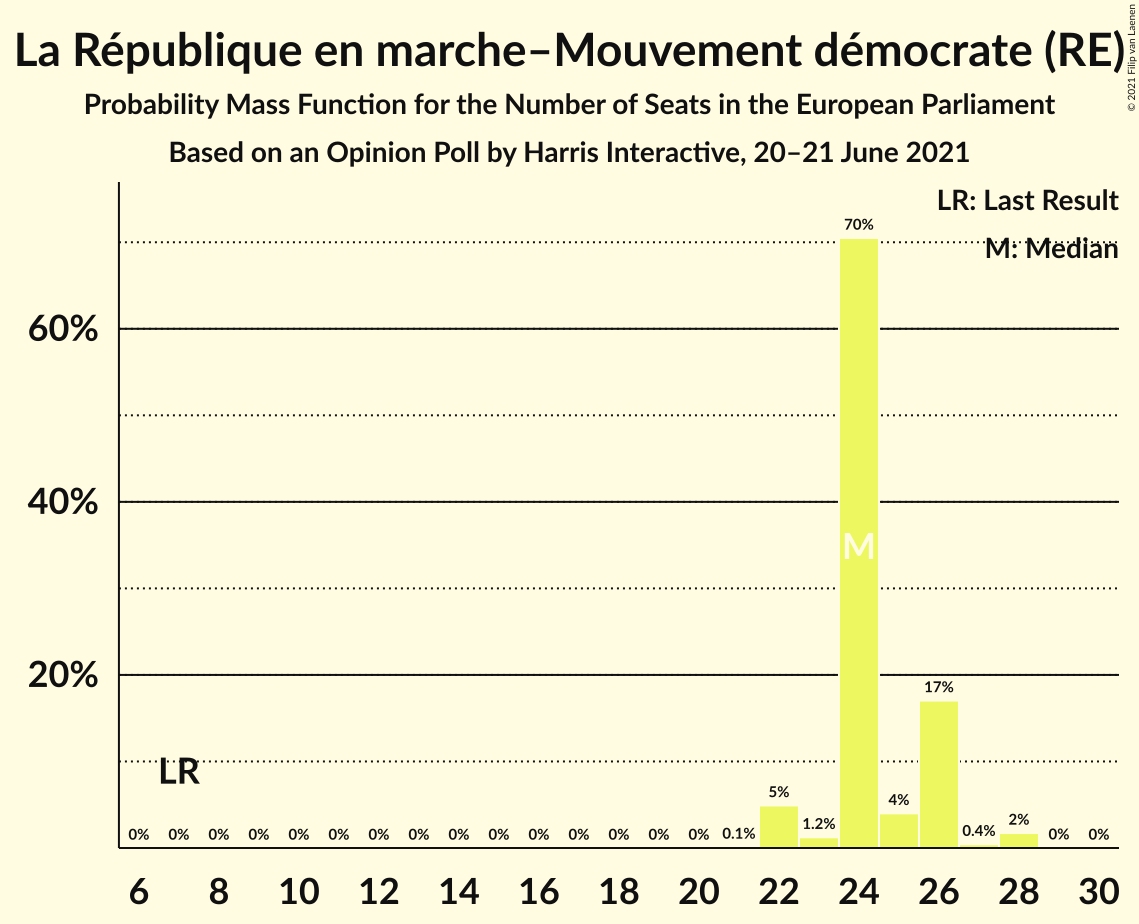 La République en marche–Mouvement démocrate (RE)
Probability Mass Function for the Number of Seats in the European Parliament
Based on an Opinion Poll by Harris Interactive, 20–21 June 2021
© 2021 Filip van Laenen
LR: Last Result
M: Median
60%
40%
20%
LR
M
0% 0% 0% 0% 0% 0% 0% 0% 0% 0% 0% 0% 0% 0% 0% 0.1% 5% 1.2% 70% 4% 17% 0.4% 2% 0% 0%
6 8 10 12 14 16 18 20 22 24 26 28 30